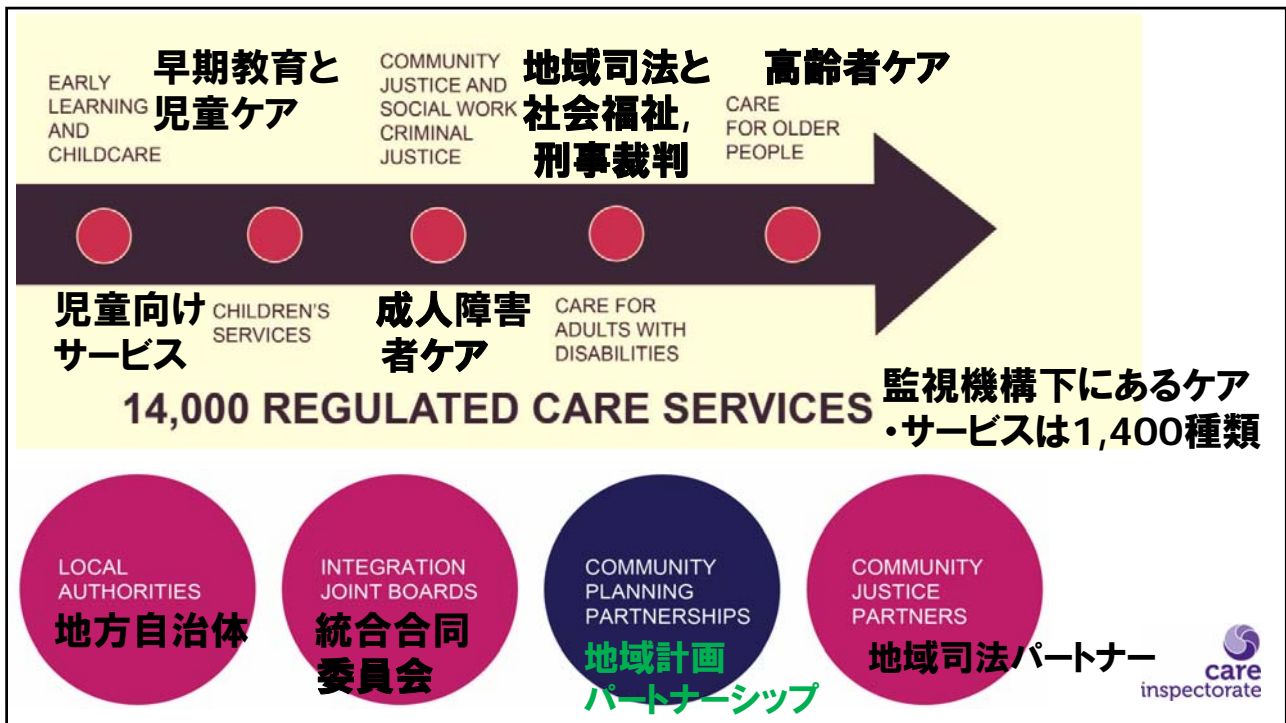 EARLY
LEARNING
AND
CHILDCARE
早期教育と
児童ケア
COMMUNITY
JUSTICE AND
SOCIAL WORK
CRIMINAL
JUSTICE
地域司法と
社会福祉,
刑事裁判
高齢者ケア
CARE
FOR OLDER
PEOPLE
児童向け
サービス
CHILDREN'S
SERVICES
成人障害
者ケア
CARE FOR
ADULTS WITH
DISABILITIES
14,000 REGULATED CARE SERVICES
監視機構下にあるケア
・サービスは1,400種類
LOCAL
AUTHORITIES
地方自治体
INTEGRATION
JOINT BOARDS
統合合同
委員会
COMMUNITY
PLANNING
PARTNERSHIPS
地域計画
パートナーシップ
COMMUNITY
JUSTICE
PARTNERS
地域司法パートナー
care
inspectorate